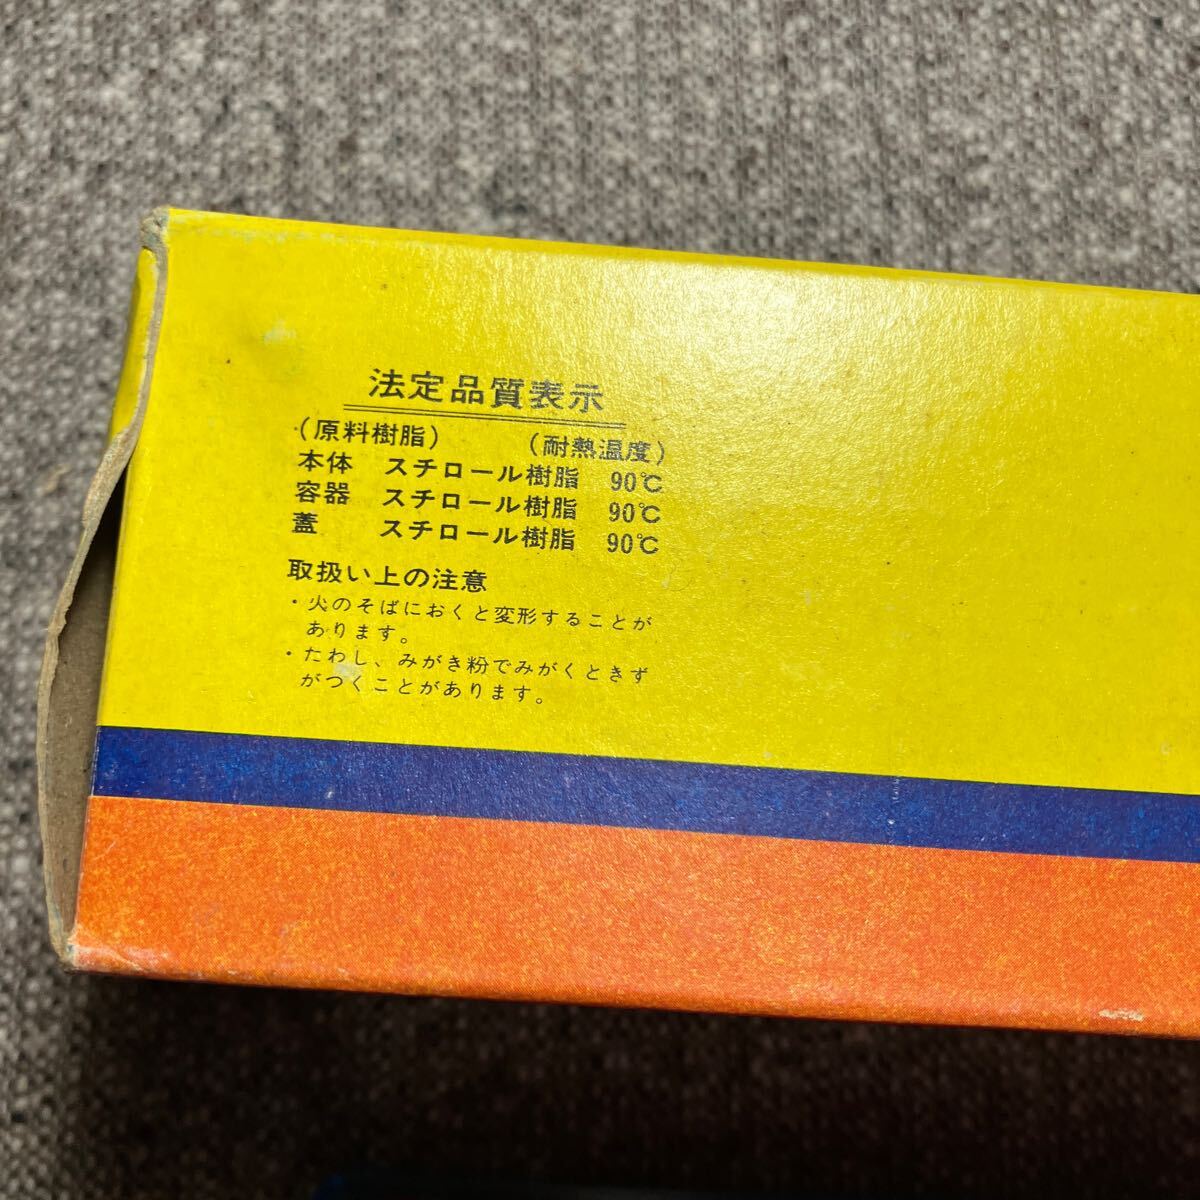 法定品質表示
(原料樹脂) (耐熱温度)
本体 スチロール樹脂 90℃
容器 スチロール樹脂 90℃
蓋 スチロール樹脂 90℃
取扱い上の注意
・火のそばにおくと変形することが
あります。
・たわし、みがき粉でみがくときず
がつくことがあります。